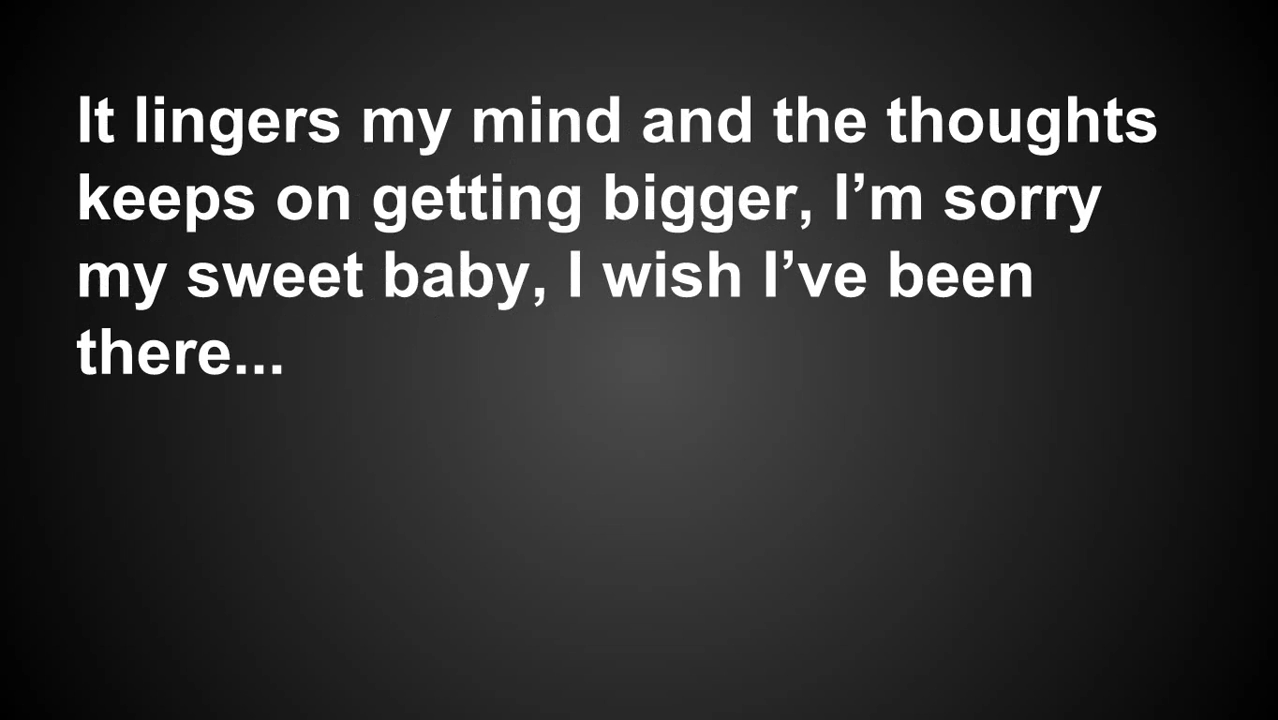 It lingers my mind and the thoughts
keeps on getting bigger, I’m sorry
my sweet baby, I wish I’ve been
there...